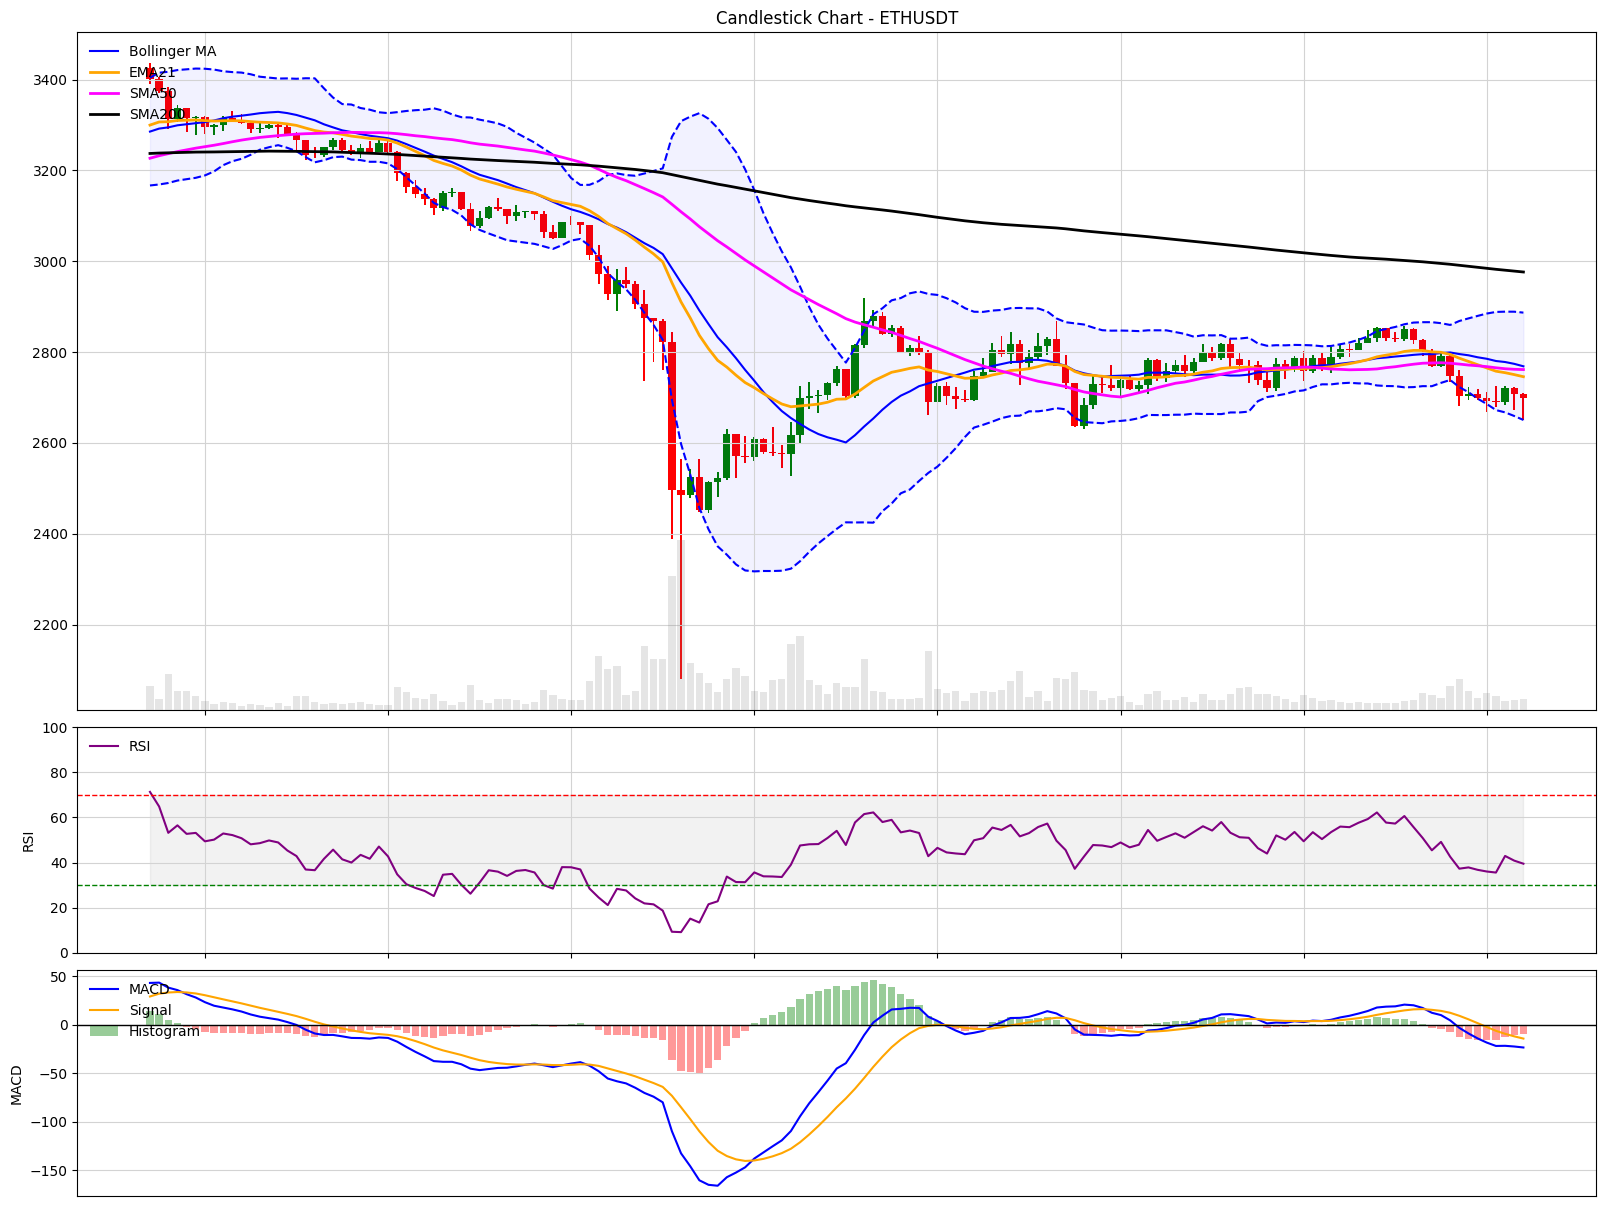 Candlestick Chart - ETHUSDT
Bollinger MA
EMA21
SMA50
SMA200
3400
3200
3000
2800
2600
2400
2200
RSI
100
80
60
40
20
0
RSI
MACD
Signal
Histogram
50
0
−50
−100
−150
MACD